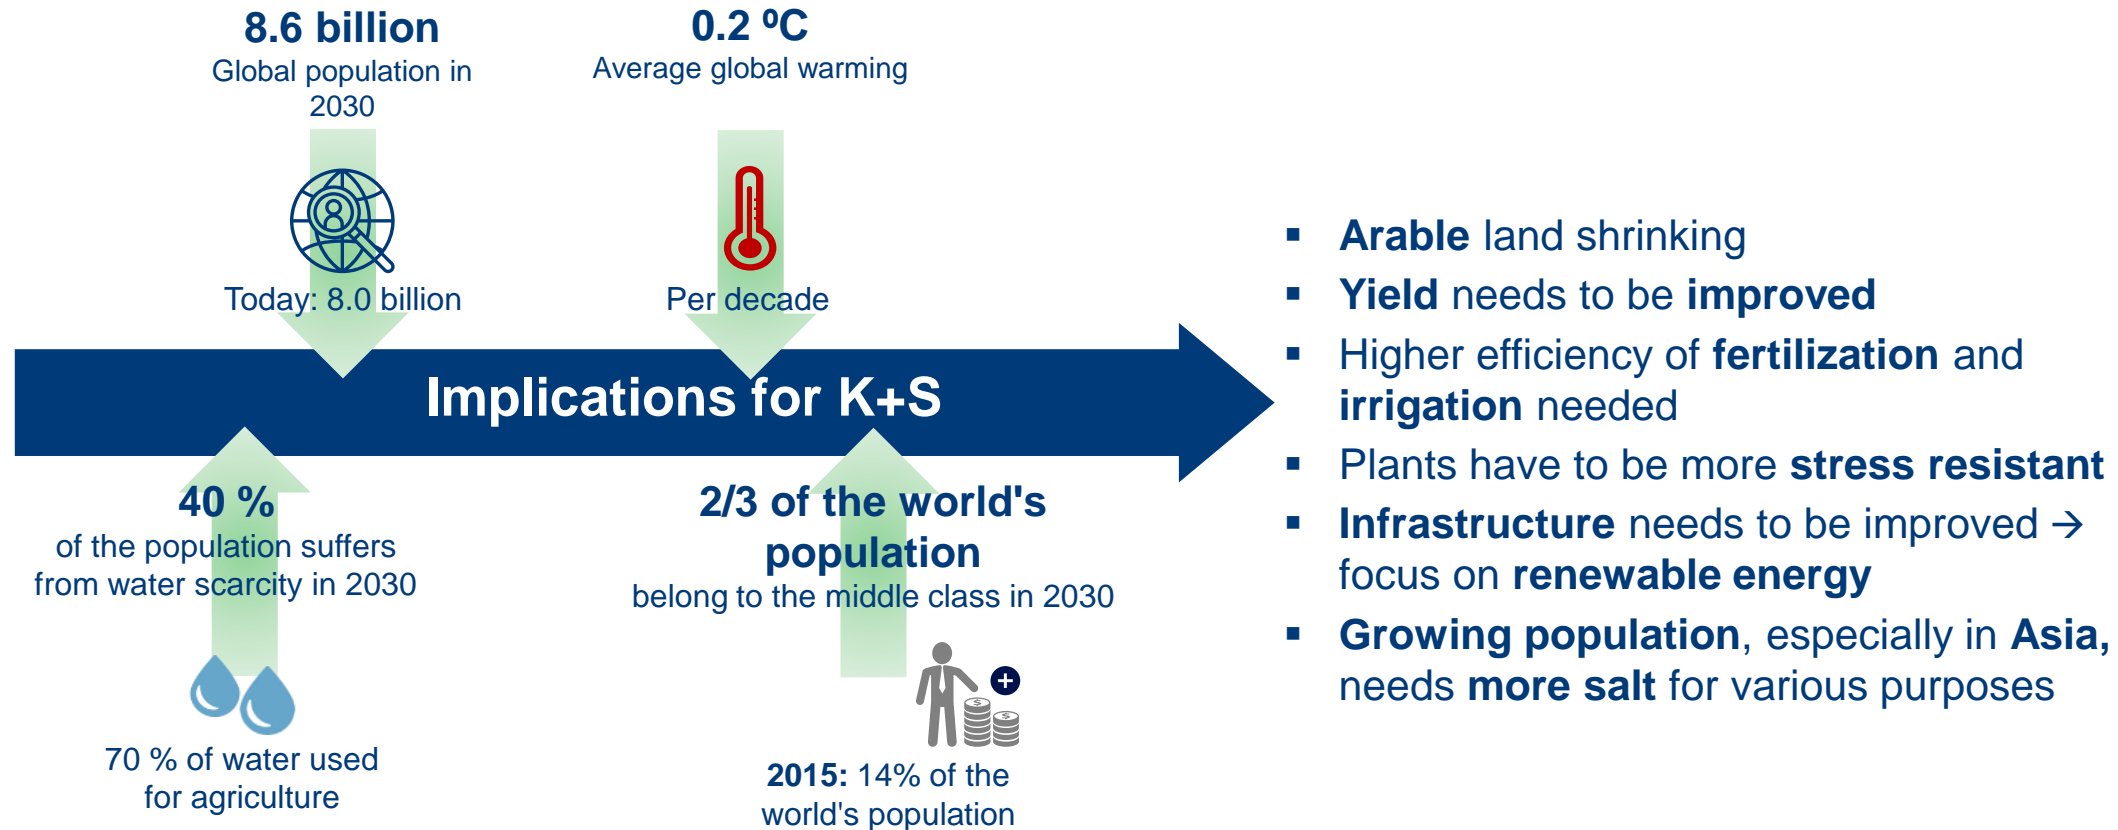 8.6 billion
Global population in
2030
Today: 8.0 billion
0.2 ºC
Average global warming
Per decade
Implications for K+S
40 %
of the population suffers
from water scarcity in 2030
70 % of water used
for agriculture
2/3 of the world's
population
belong to the middle class in 2030
$
$
2015: 14% of the
world's population
▪ Arable land shrinking
▪ Yield needs to be improved
▪ Higher efficiency of fertilization and
irrigation needed
▪ Plants have to be more stress resistant
▪ Infrastructure needs to be improved →
focus on renewable energy
▪ Growing population, especially in Asia,
needs more salt for various purposes